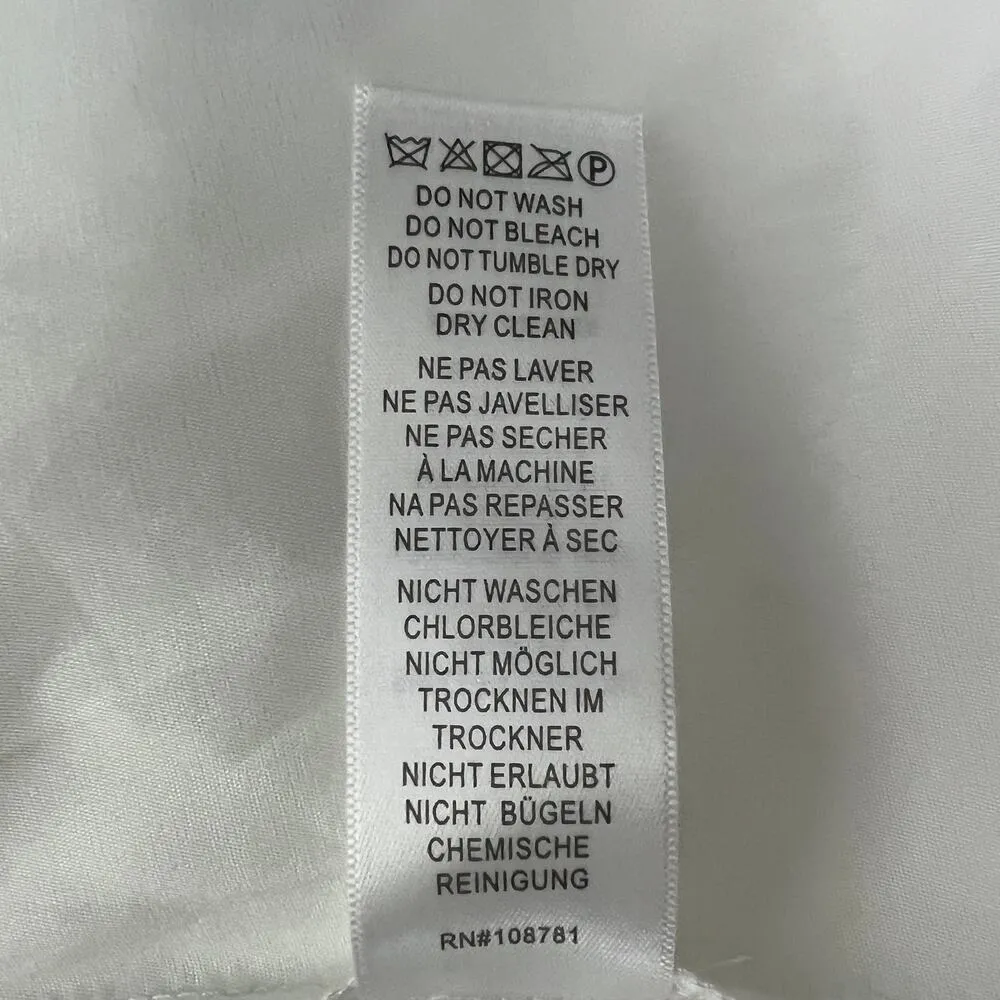 P
DO NOT WASH
DO NOT BLEACH
DO NOT TUMBLE DRY
DO NOT IRON
DRY CLEAN
NE PAS LAVER
NE PAS JAVELLISER
NE PAS SECHER
À LA MACHINE
NA PAS REPASSER
NETTOYER À SEC
NICHT WASCHEN
CHLORBLEICHE
NICHT MÖGLICH
TROCKNEN IM
TROCKNER
NICHT ERLAUBT
NICHT BÜGELN
CHEMISCHE
REINIGUNG
RN#108781